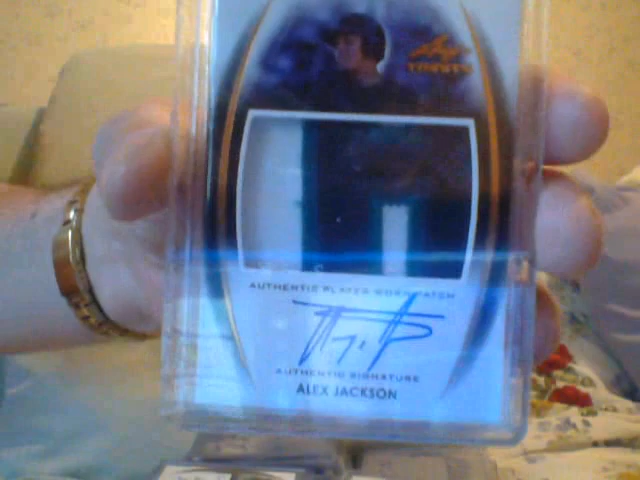 Leaf
TRINITY
AUTHENTIC PLAYER WORN PATCH
AUTHENTIC SIGNATURE
ALEX JACKSON